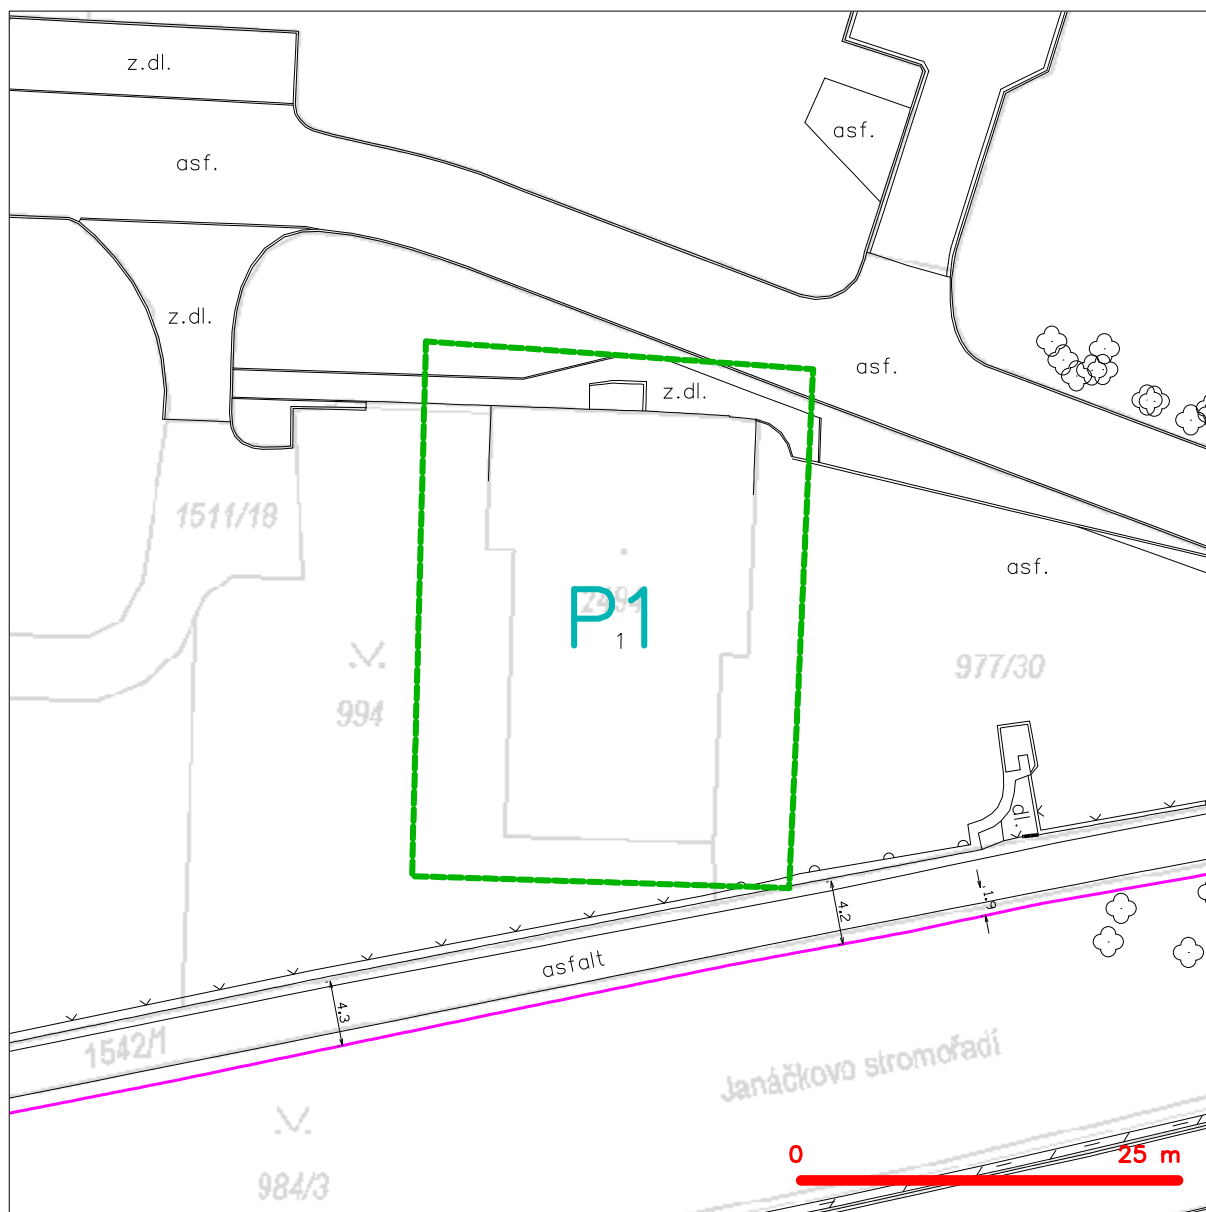 z.dl.
asf.
asf.
z.dl.
asf.
z.dl.
1511/18
asf.
P1
1
977/30
994
dl.
1.9
4.2
asfalt
4.3
1542/1
Janáčkovo stromořadí
984/3
0 25 m